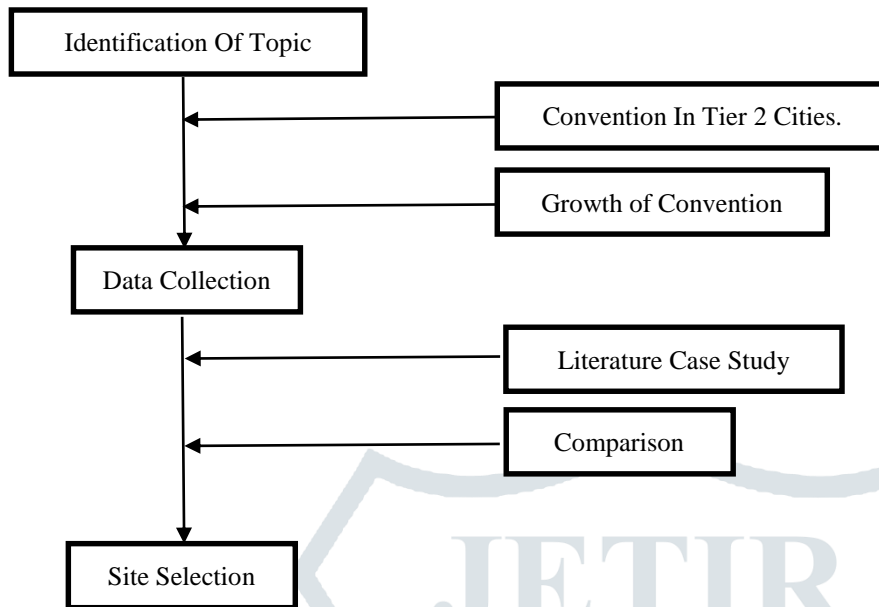 Identification Of Topic
Convention In Tier 2 Cities.
Growth of Convention
Data Collection
Literature Case Study
Comparison
Site Selection
JETIR